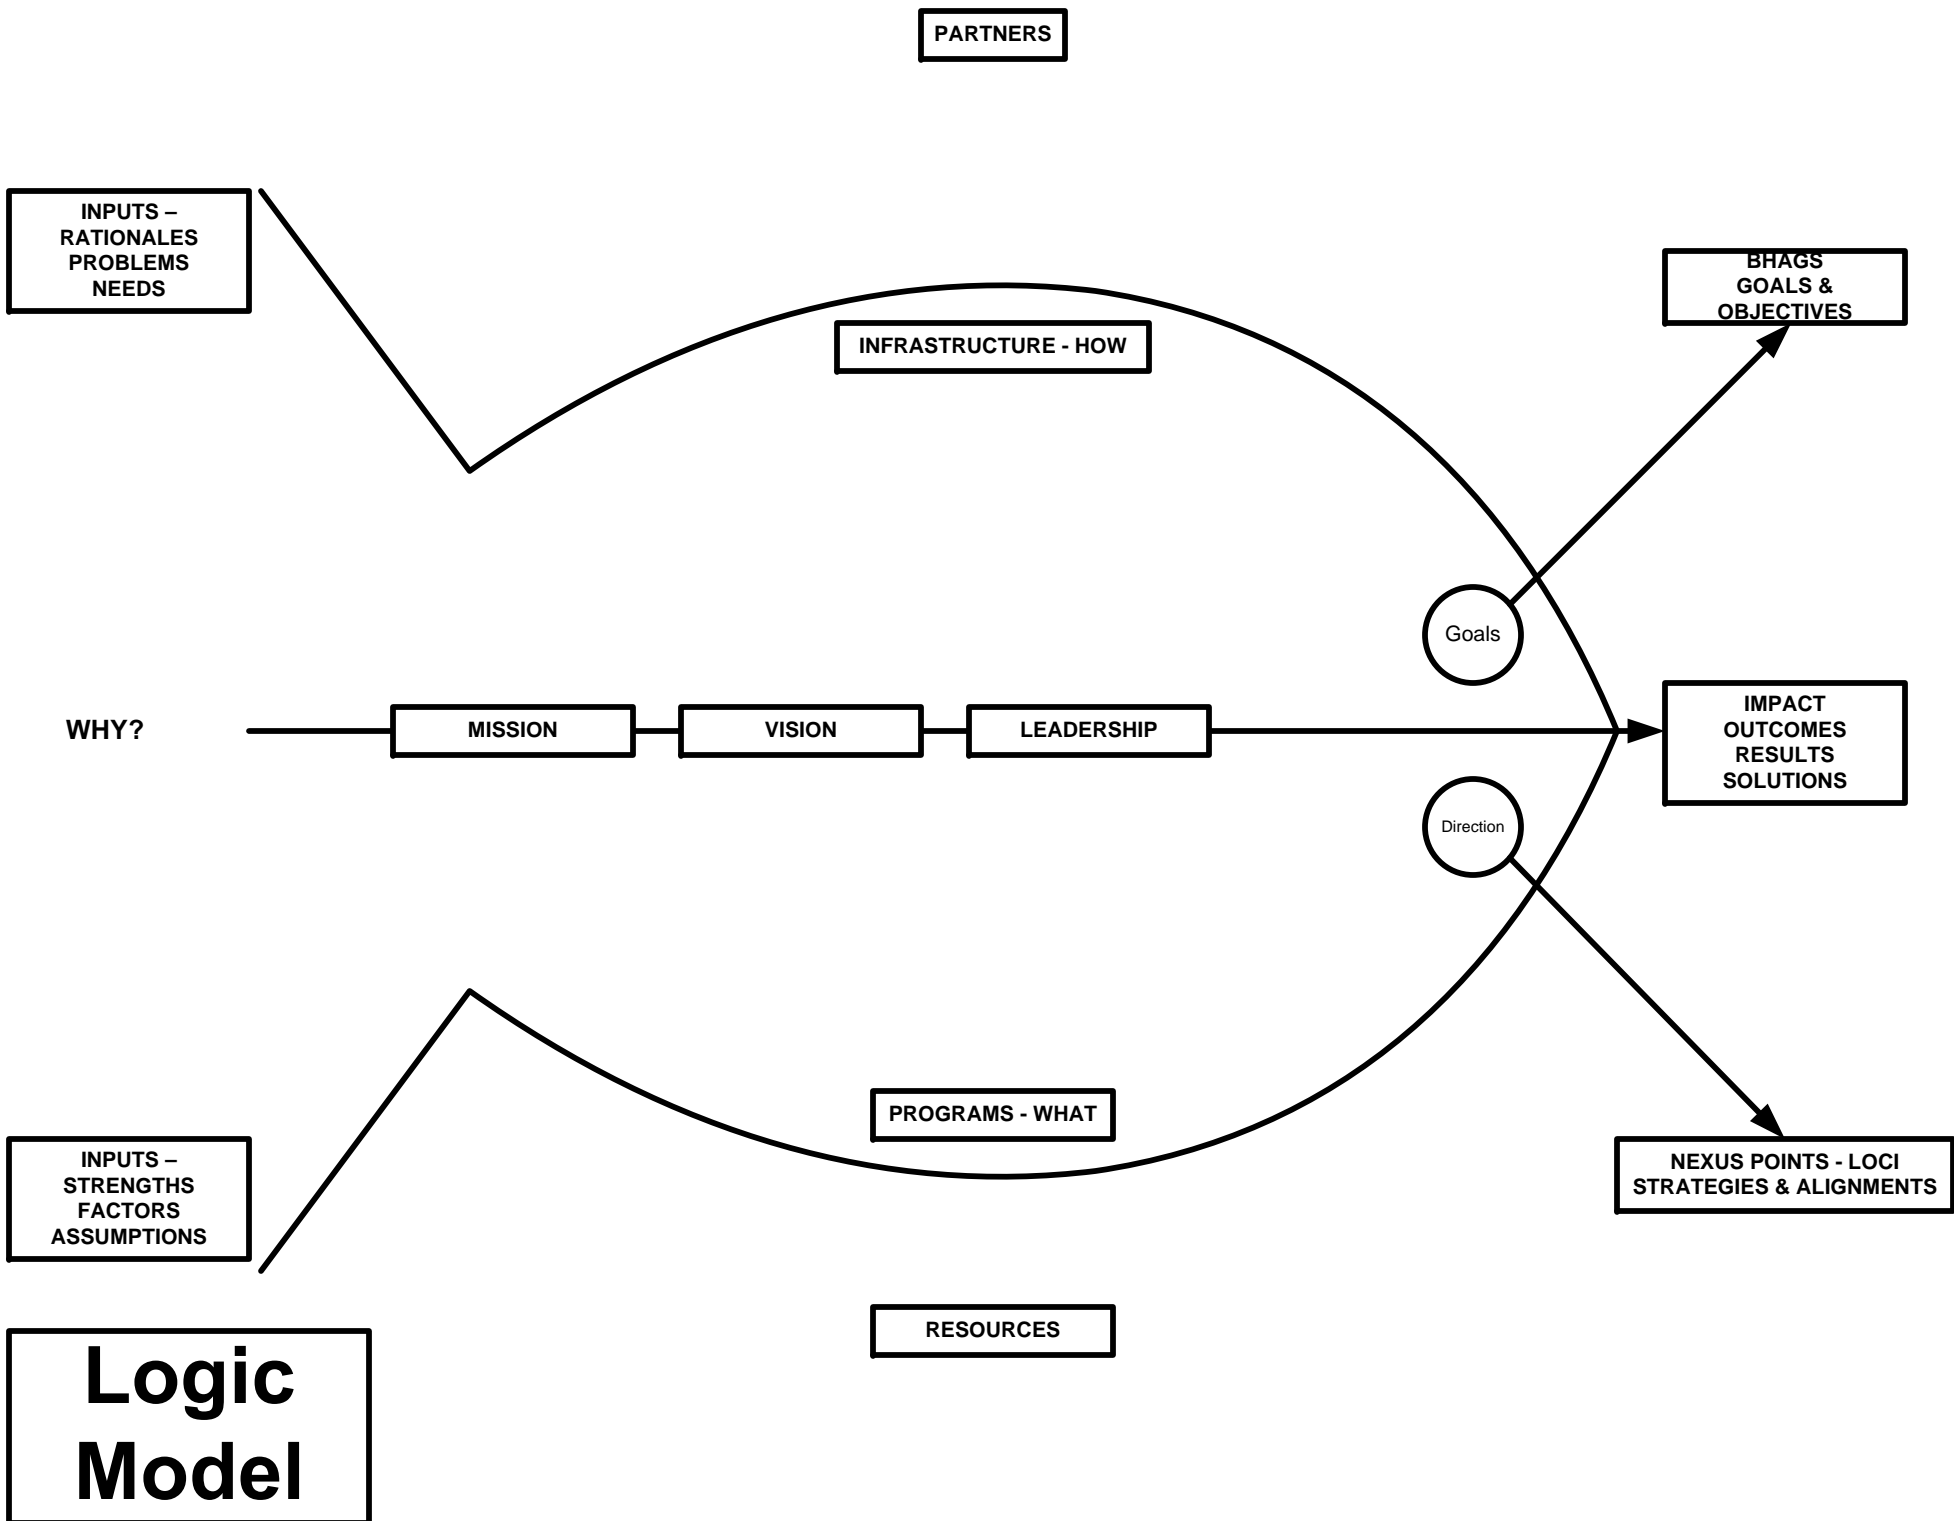 PARTNERS
INPUTS –
RATIONALES
PROBLEMS
NEEDS
BHAGS
GOALS &
OBJECTIVES
INFRASTRUCTURE - HOW
Goals
WHY?
MISSION
VISION
LEADERSHIP
IMPACT
OUTCOMES
RESULTS
SOLUTIONS
Direction
PROGRAMS - WHAT
INPUTS –
STRENGTHS
FACTORS
ASSUMPTIONS
NEXUS POINTS - LOCI
STRATEGIES & ALIGNMENTS
RESOURCES
Logic
Model